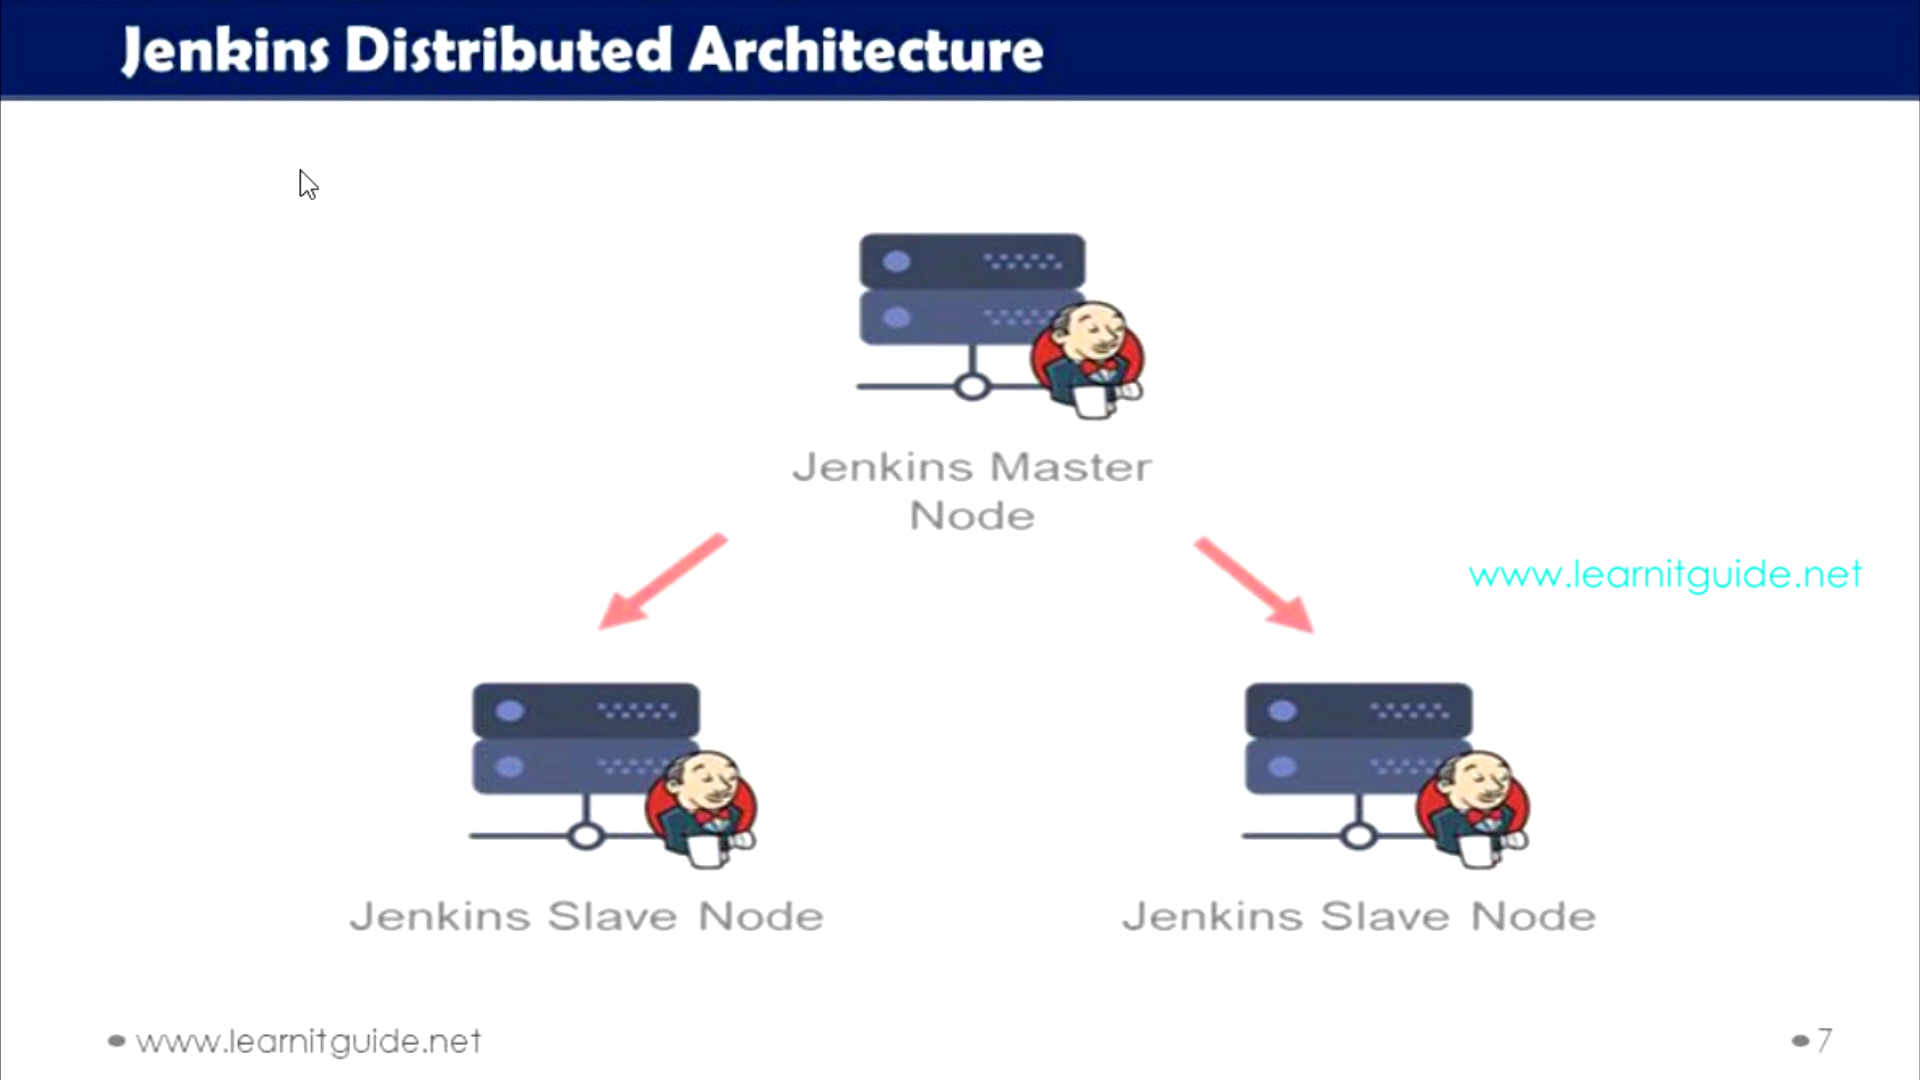 Jenkins Distributed Architecture
Jenkins Master
Node
www.learnitguide.net
Jenkins Slave Node
Jenkins Slave Node
www.learnitguide.net
7